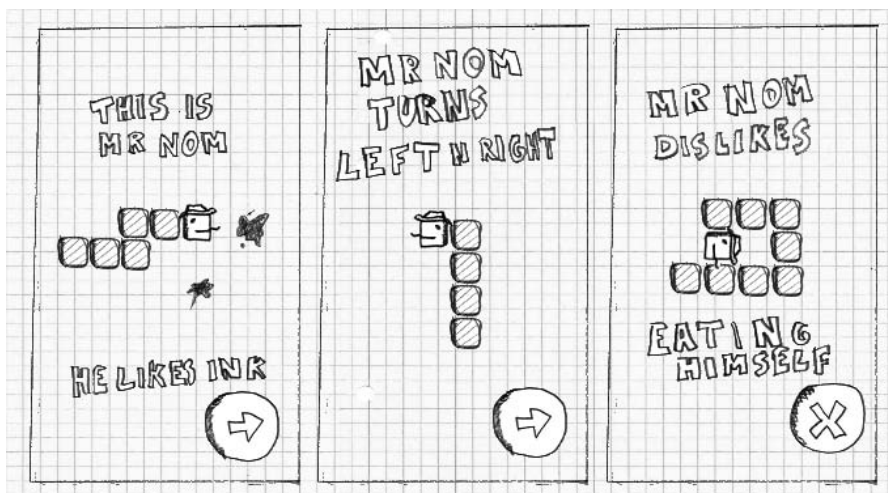 THIS IS
MR NOM
HE LIKES INK
MR NOM
TURNS
LEFT N RIGHT
MR NOM
DISLIKES
EATING
HIMSELF